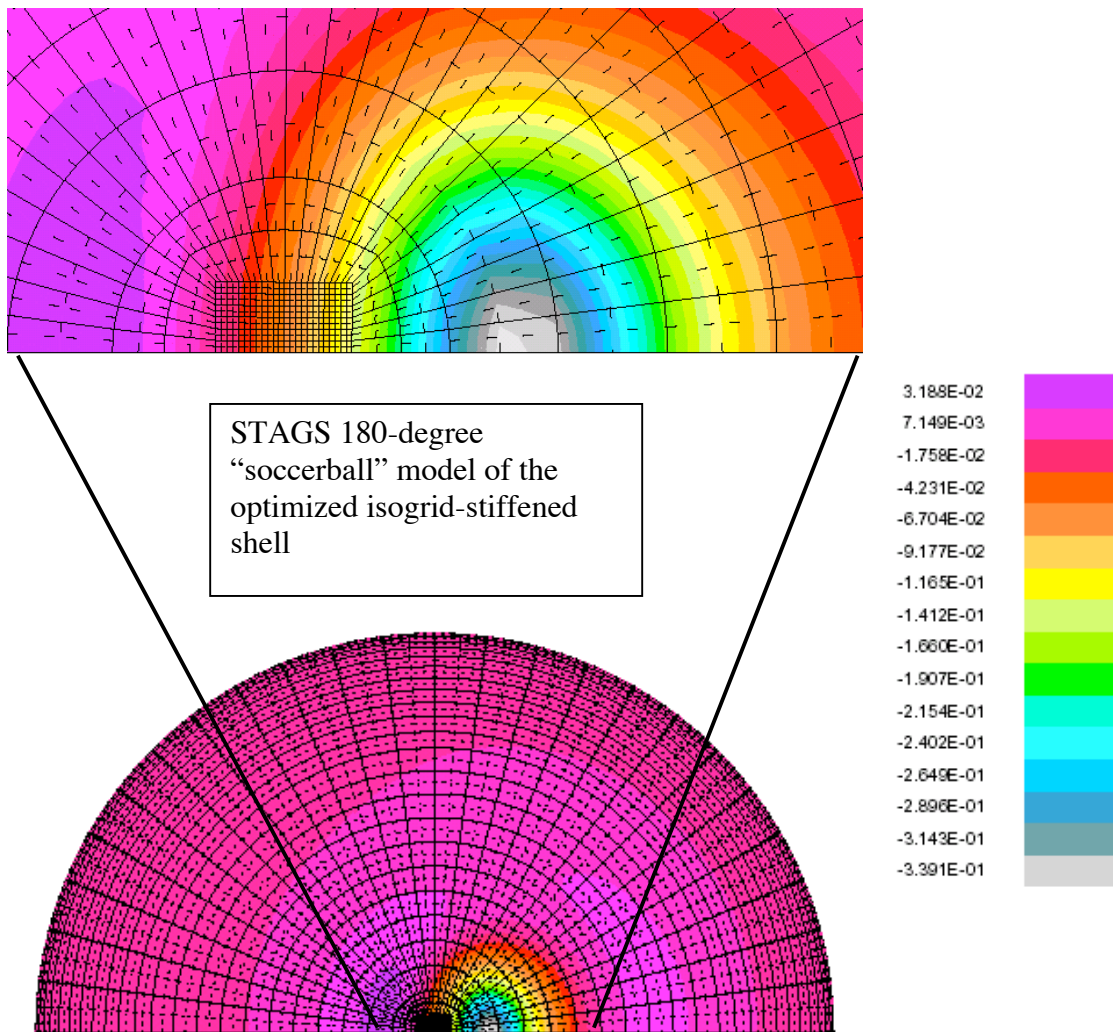 STAGS 180-degree
“soccerball” model of the
optimized isogrid-stiffened
shell
3.188E-02
7.149E-03
-1.758E-02
-4.231E-02
-6.704E-02
-9.177E-02
-1.165E-01
-1.412E-01
-1.660E-01
-1.907E-01
-2.154E-01
-2.402E-01
-2.649E-01
-2.896E-01
-3.143E-01
-3.391E-01